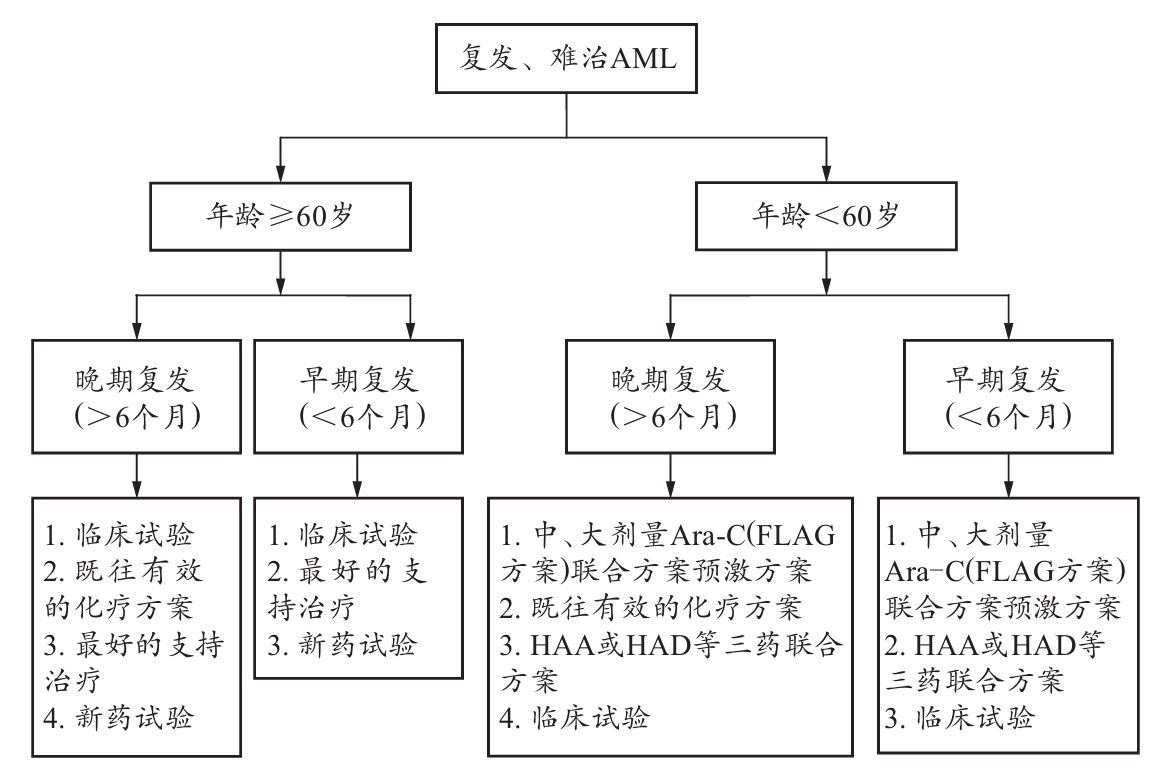 复发、难治AML
年龄≥60岁
年龄＜60岁
晚期复发
(＞6个月)
早期复发
(＜6个月)
晚期复发
(＞6个月)
早期复发
(＜6个月)
1. 临床试验
2. 既往有效
的化疗方案
3. 最好的支持
治疗
4. 新药试验
1. 临床试验
2. 最好的支
持治疗
3. 新药试验
1. 中、大剂量Ara-C(FLAG
方案)联合方案预激方案
2. 既往有效的化疗方案
3. HAA或HAD等三药联合
方案
4. 临床试验
1. 中、大剂量
Ara-C(FLAG方案)
联合方案预激方案
2. HAA或HAD等
三药联合方案
3. 临床试验